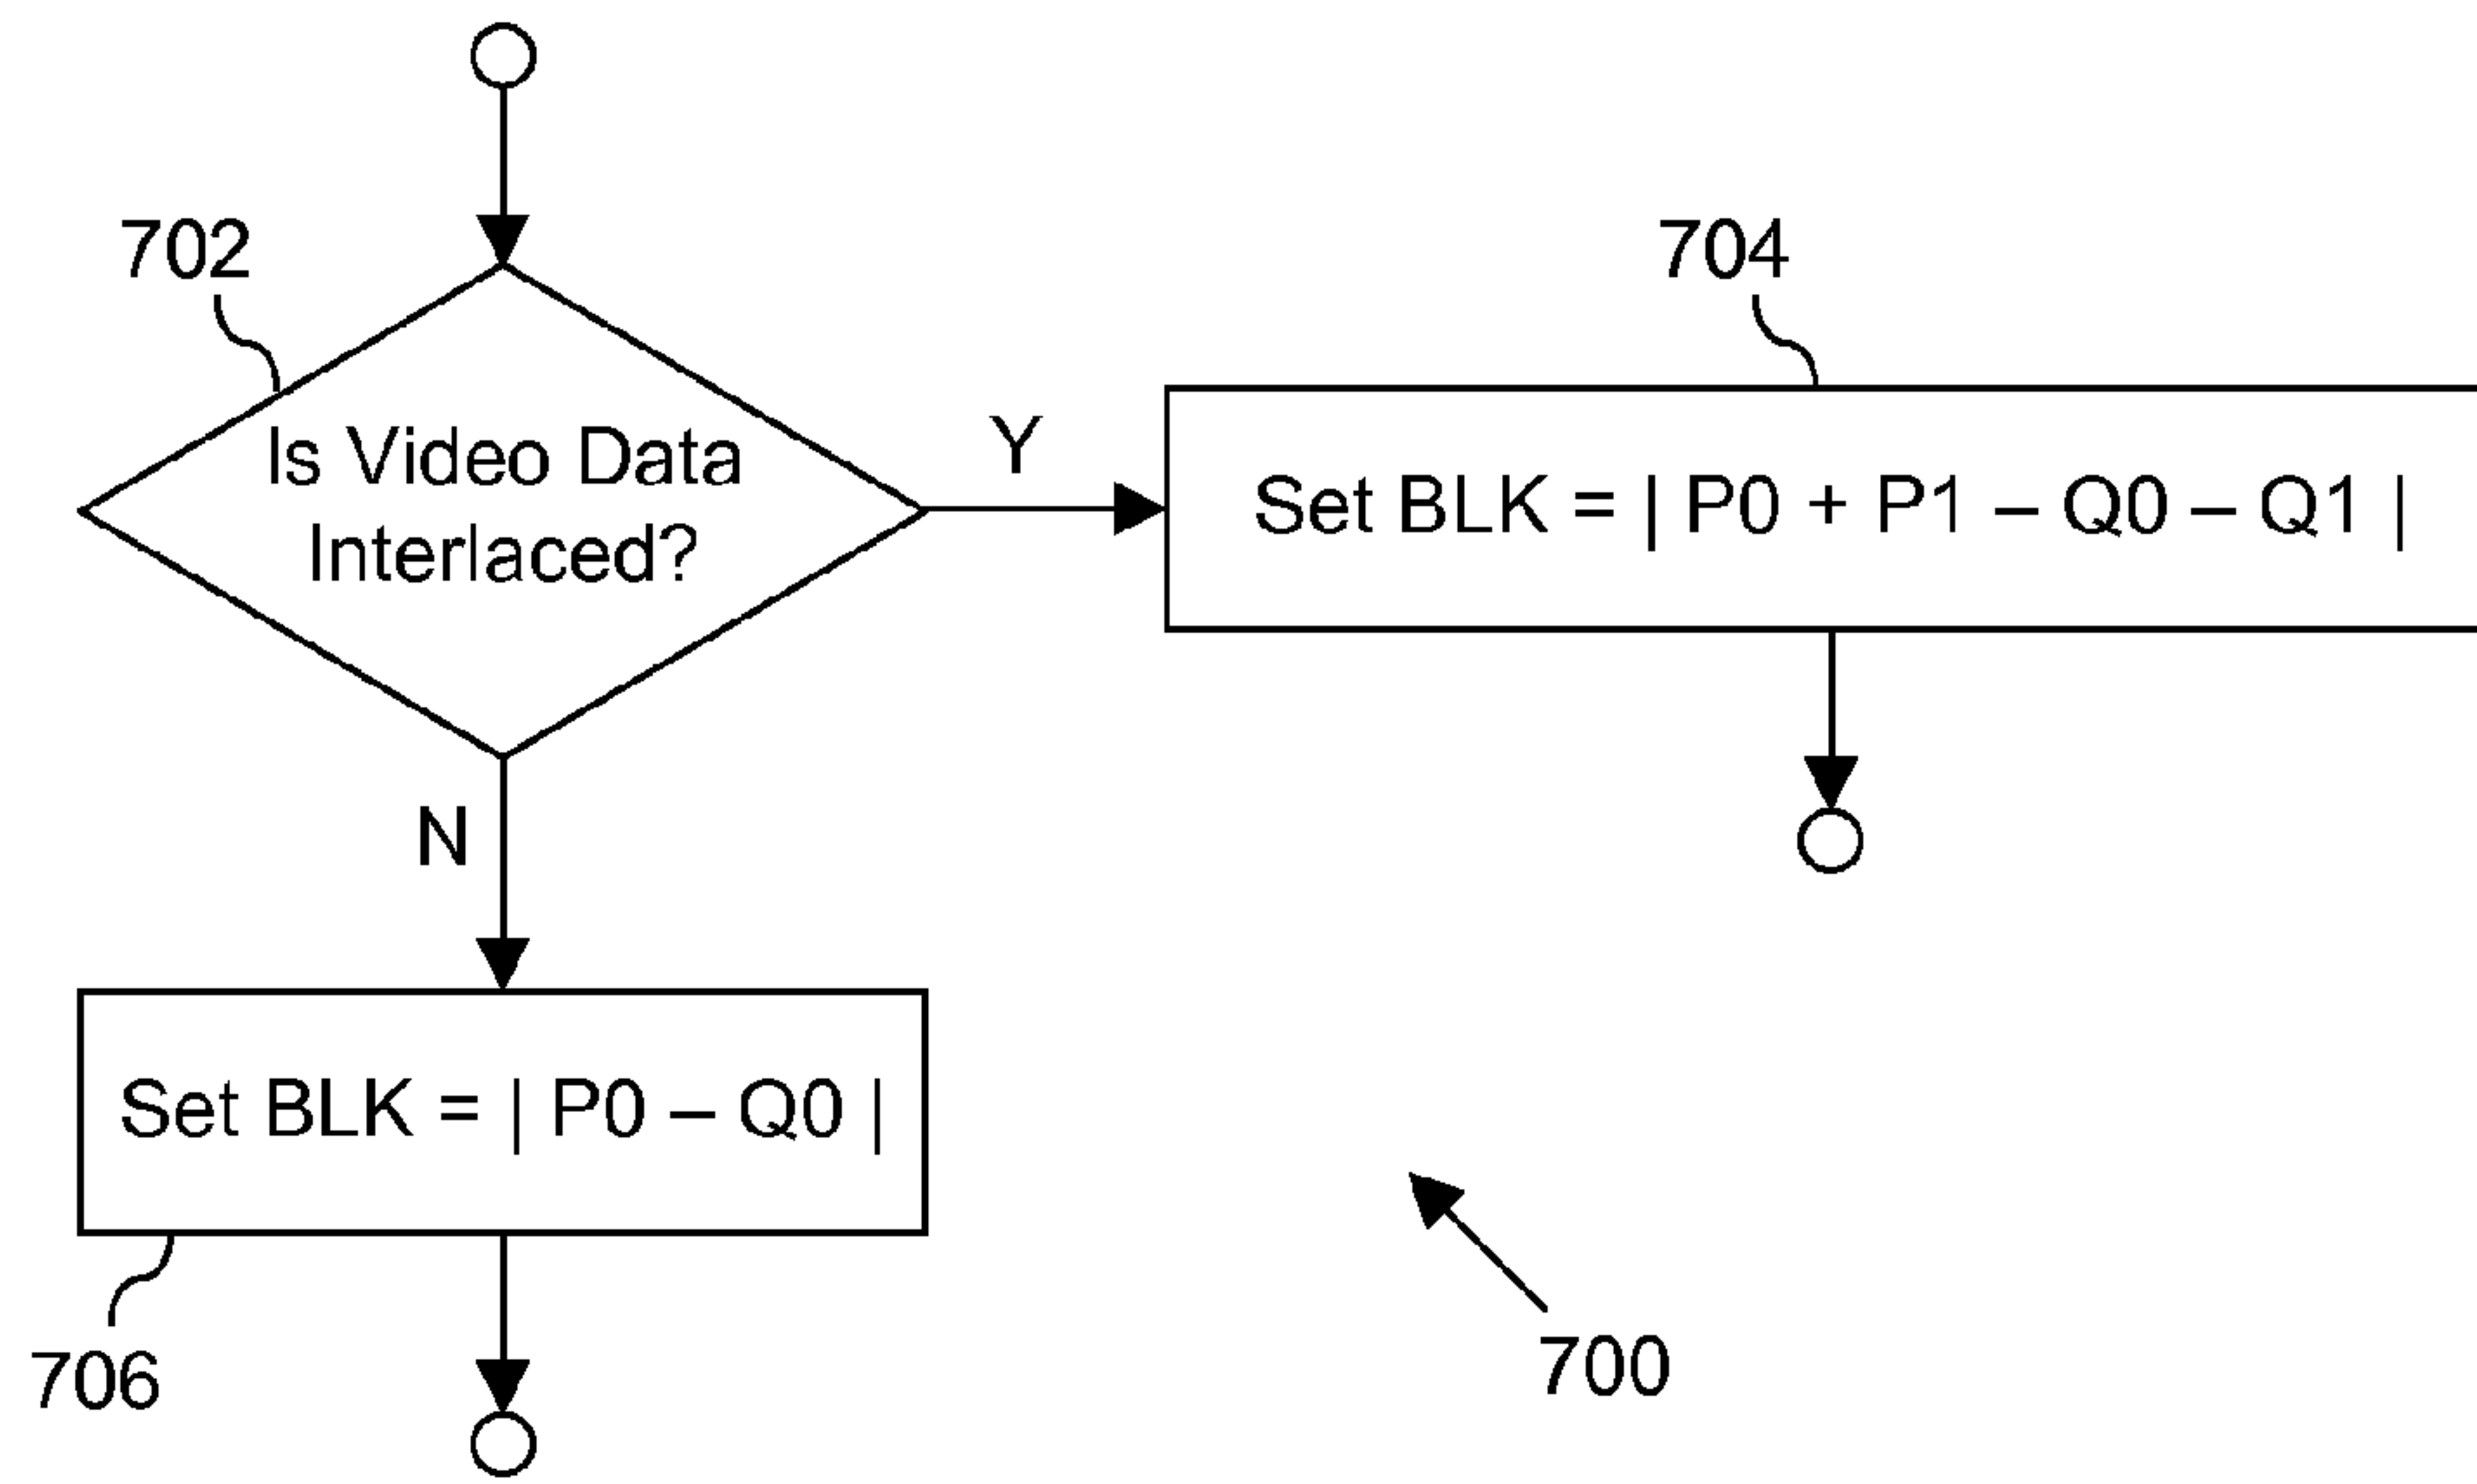 702
704
Is Video Data
Interlaced?
Y
Set BLK = | P0 + P1 – Q0 – Q1 |
N
Set BLK = | P0 – Q0 |
706
700